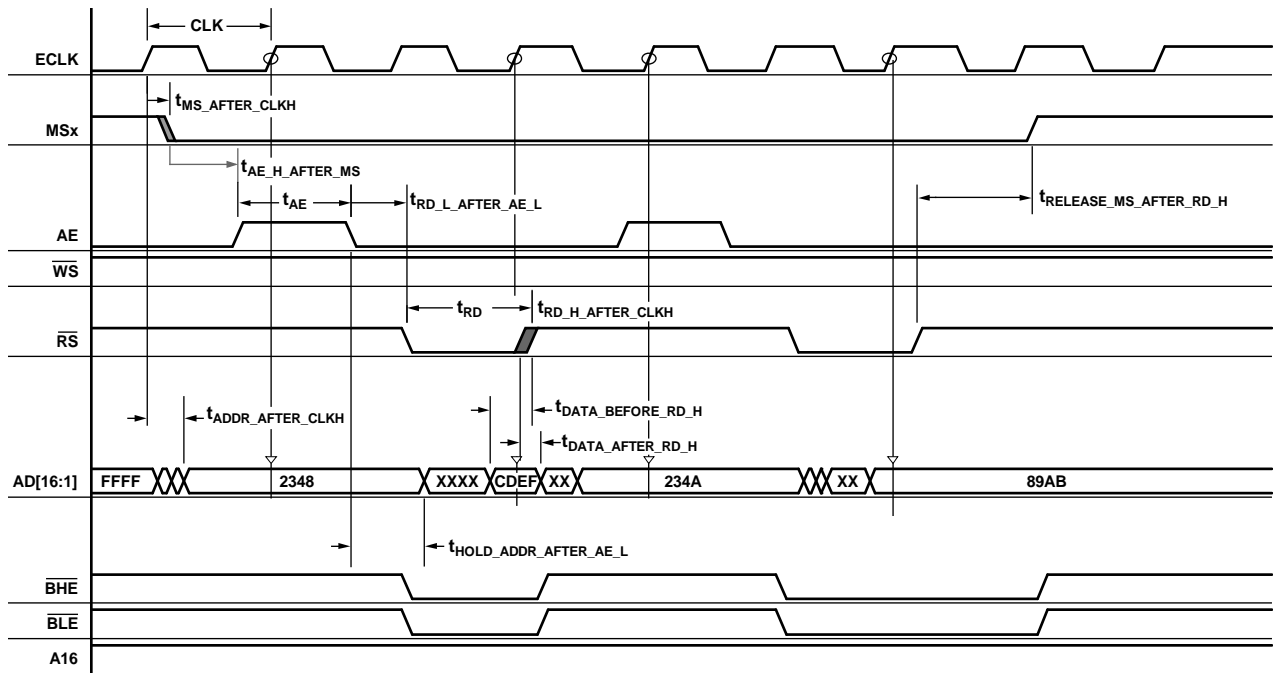 CLK
ECLK
tMS_AFTER_CLKH
MSx
tAE_H_AFTER_MS
tAE
tRD_L_AFTER_AE_L
tRELEASE_MS_AFTER_RD_H
AE
WS
tRD
tRD_H_AFTER_CLKH
RS
tADDR_AFTER_CLKH
tDATA_BEFORE_RD_H
tDATA_AFTER_RD_H
AD[16:1] FFFF 2348 XXXX CDEF XX 234A XX 89AB
tHOLD_ADDR_AFTER_AE_L
BHE
BLE
A16